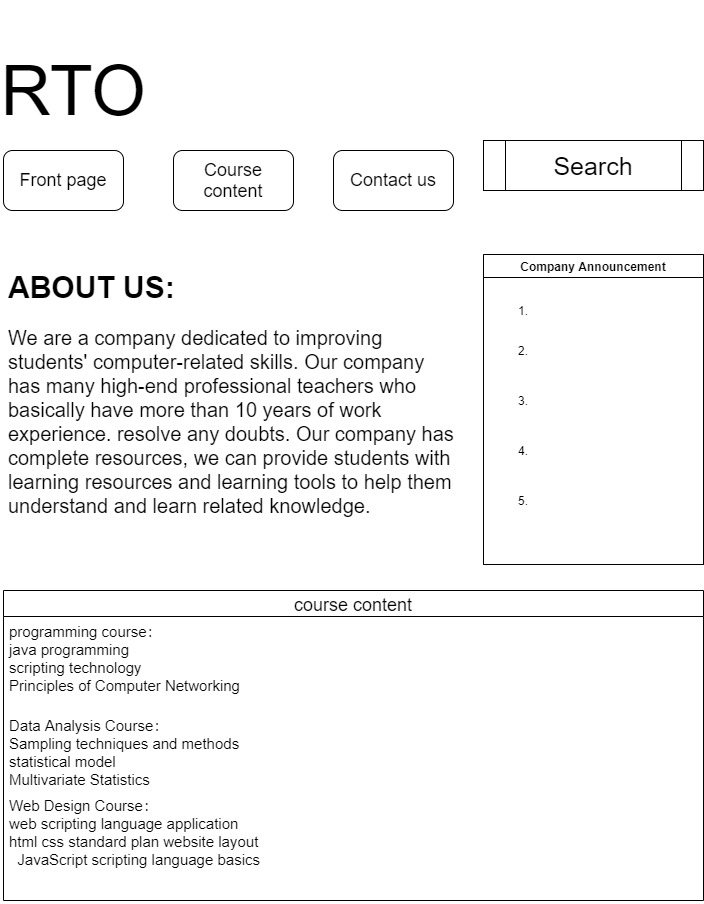 RTO
Front page
Course
content
Contact us
Search
ABOUT US:
We are a company dedicated to improving
students' computer-related skills. Our company
has many high-end professional teachers who
basically have more than 10 years of work
experience. resolve any doubts. Our company has
complete resources, we can provide students with
learning resources and learning tools to help them
understand and learn related knowledge.
Company Announcement
1.
2.
3.
4.
5.
course content
programming course：
java programming
scripting technology
Principles of Computer Networking
Data Analysis Course：
Sampling techniques and methods
statistical model
Multivariate Statistics
Web Design Course：
web scripting language application
html css standard plan website layout
JavaScript scripting language basics